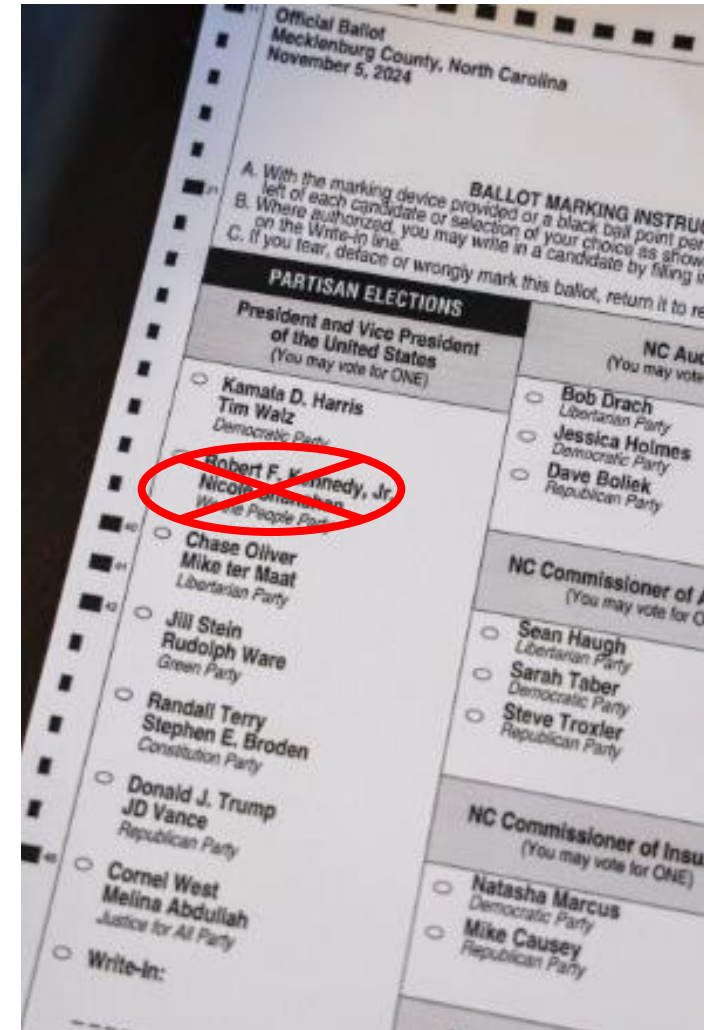 Official Ballot
Mecklenburg County, North Carolina
November 5, 2024
BALLOT MARKING
A. With the marking device provided or a black ball point
left of each candidate or selection of your choice as
B. Where authorized, you may write in a candidate by filling
on the Write-in line.
C. If you tear, deface or wrongly mark this ballot, return it to
PARTISAN ELECTIONS
President and Vice President
of the United States
(You may vote for ONE)
Kamala D. Harris
Tim Walz
Democratic Party
Robert F. Kennedy, Jr.
Nicole Shanahan
We the People Party
Chase Oliver
Mike ter Maat
Libertarian Party
Jill Stein
Rudolph Ware
Green Party
Randall Terry
Stephen E. Broden
Constitution Party
Donald J. Trump
JD Vance
Republican Party
Cornel West
Melina Abdullah
Justice for All Party
Write-in:
NC
(You may vote
Bob Drach
Libertarian Party
Jessica Holmes
Democratic Party
Dave Boliek
Republican Party
NC Commissioner of
(You may vote for
Sean Haugh
Libertarian Party
Sarah Taber
Democratic Party
Steve Troxler
Republican Party
NC Commissioner of
(You may vote for ONE)
Natasha Marcus
Democratic Party
Mike Causey
Republican Party